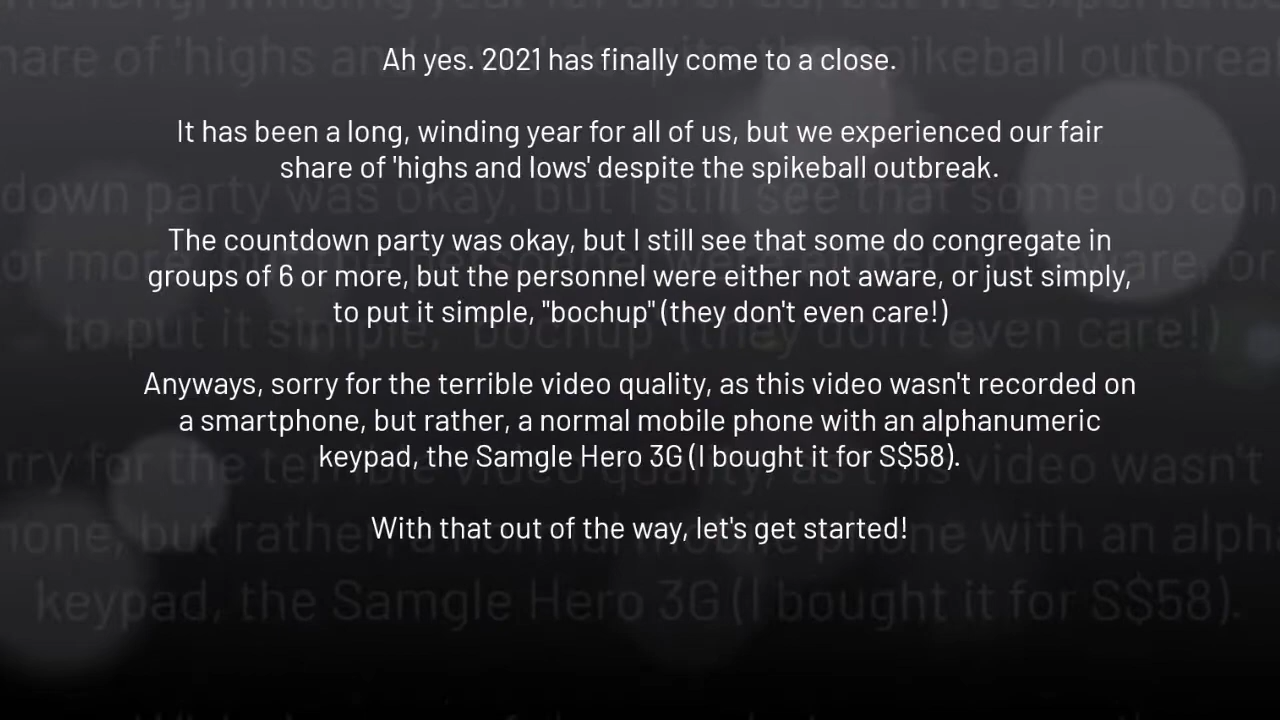 Ah yes. 2021 has finally come to a close.
It has been a long, winding year for all of us, but we experienced our fair
share of 'highs and lows' despite the spikeball outbreak.
The countdown party was okay, but I still see that some do congregate in
groups of 6 or more, but the personnel were either not aware, or just simply,
to put it simple, "bochup" (they don't even care!)
Anyways, sorry for the terrible video quality, as this video wasn't recorded on
a smartphone, but rather, a normal mobile phone with an alphanumeric
keypad, the Samgle Hero 3G (I bought it for S$58).
With that out of the way, let's get started!